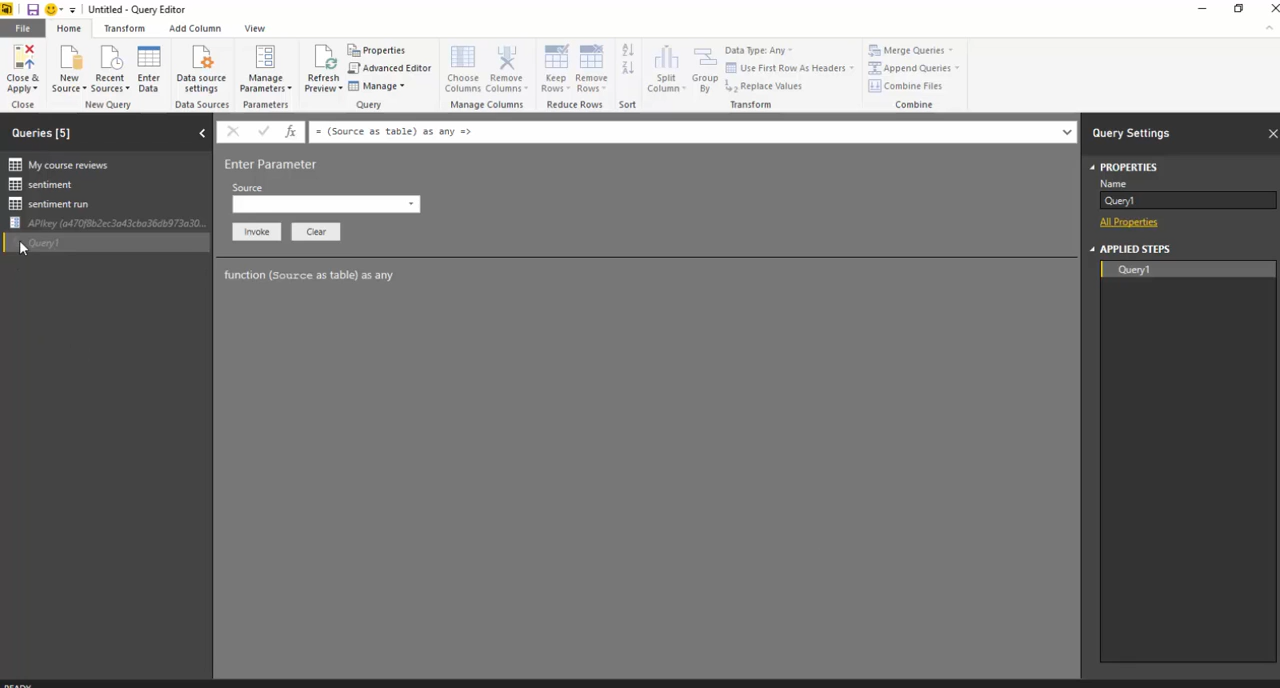 Untitled - Query Editor
File Home Transform Add Column View
Close & Apply
New Source
Recent Sources
Enter Data
Data source settings
Manage Parameters
Refresh Preview
Properties
Advanced Editor
Manage
Choose Columns
Remove Columns
Keep Rows
Remove Rows
Split Column
Group By
Data Type: Any
Use First Row As Headers
Replace Values
Merge Queries
Append Queries
Combine Files
Close New Query Data Sources Parameters Query Manage Columns Reduce Rows Sort Transform Combine
Queries [5]
My course reviews
sentiment
sentiment run
Query1
fx = (Source as table) as any =>
Enter Parameter
Source
Invoke Clear
function (Source as table) as any
Query Settings
PROPERTIES
Name
Query1
All Properties
APPLIED STEPS
Query1
READY